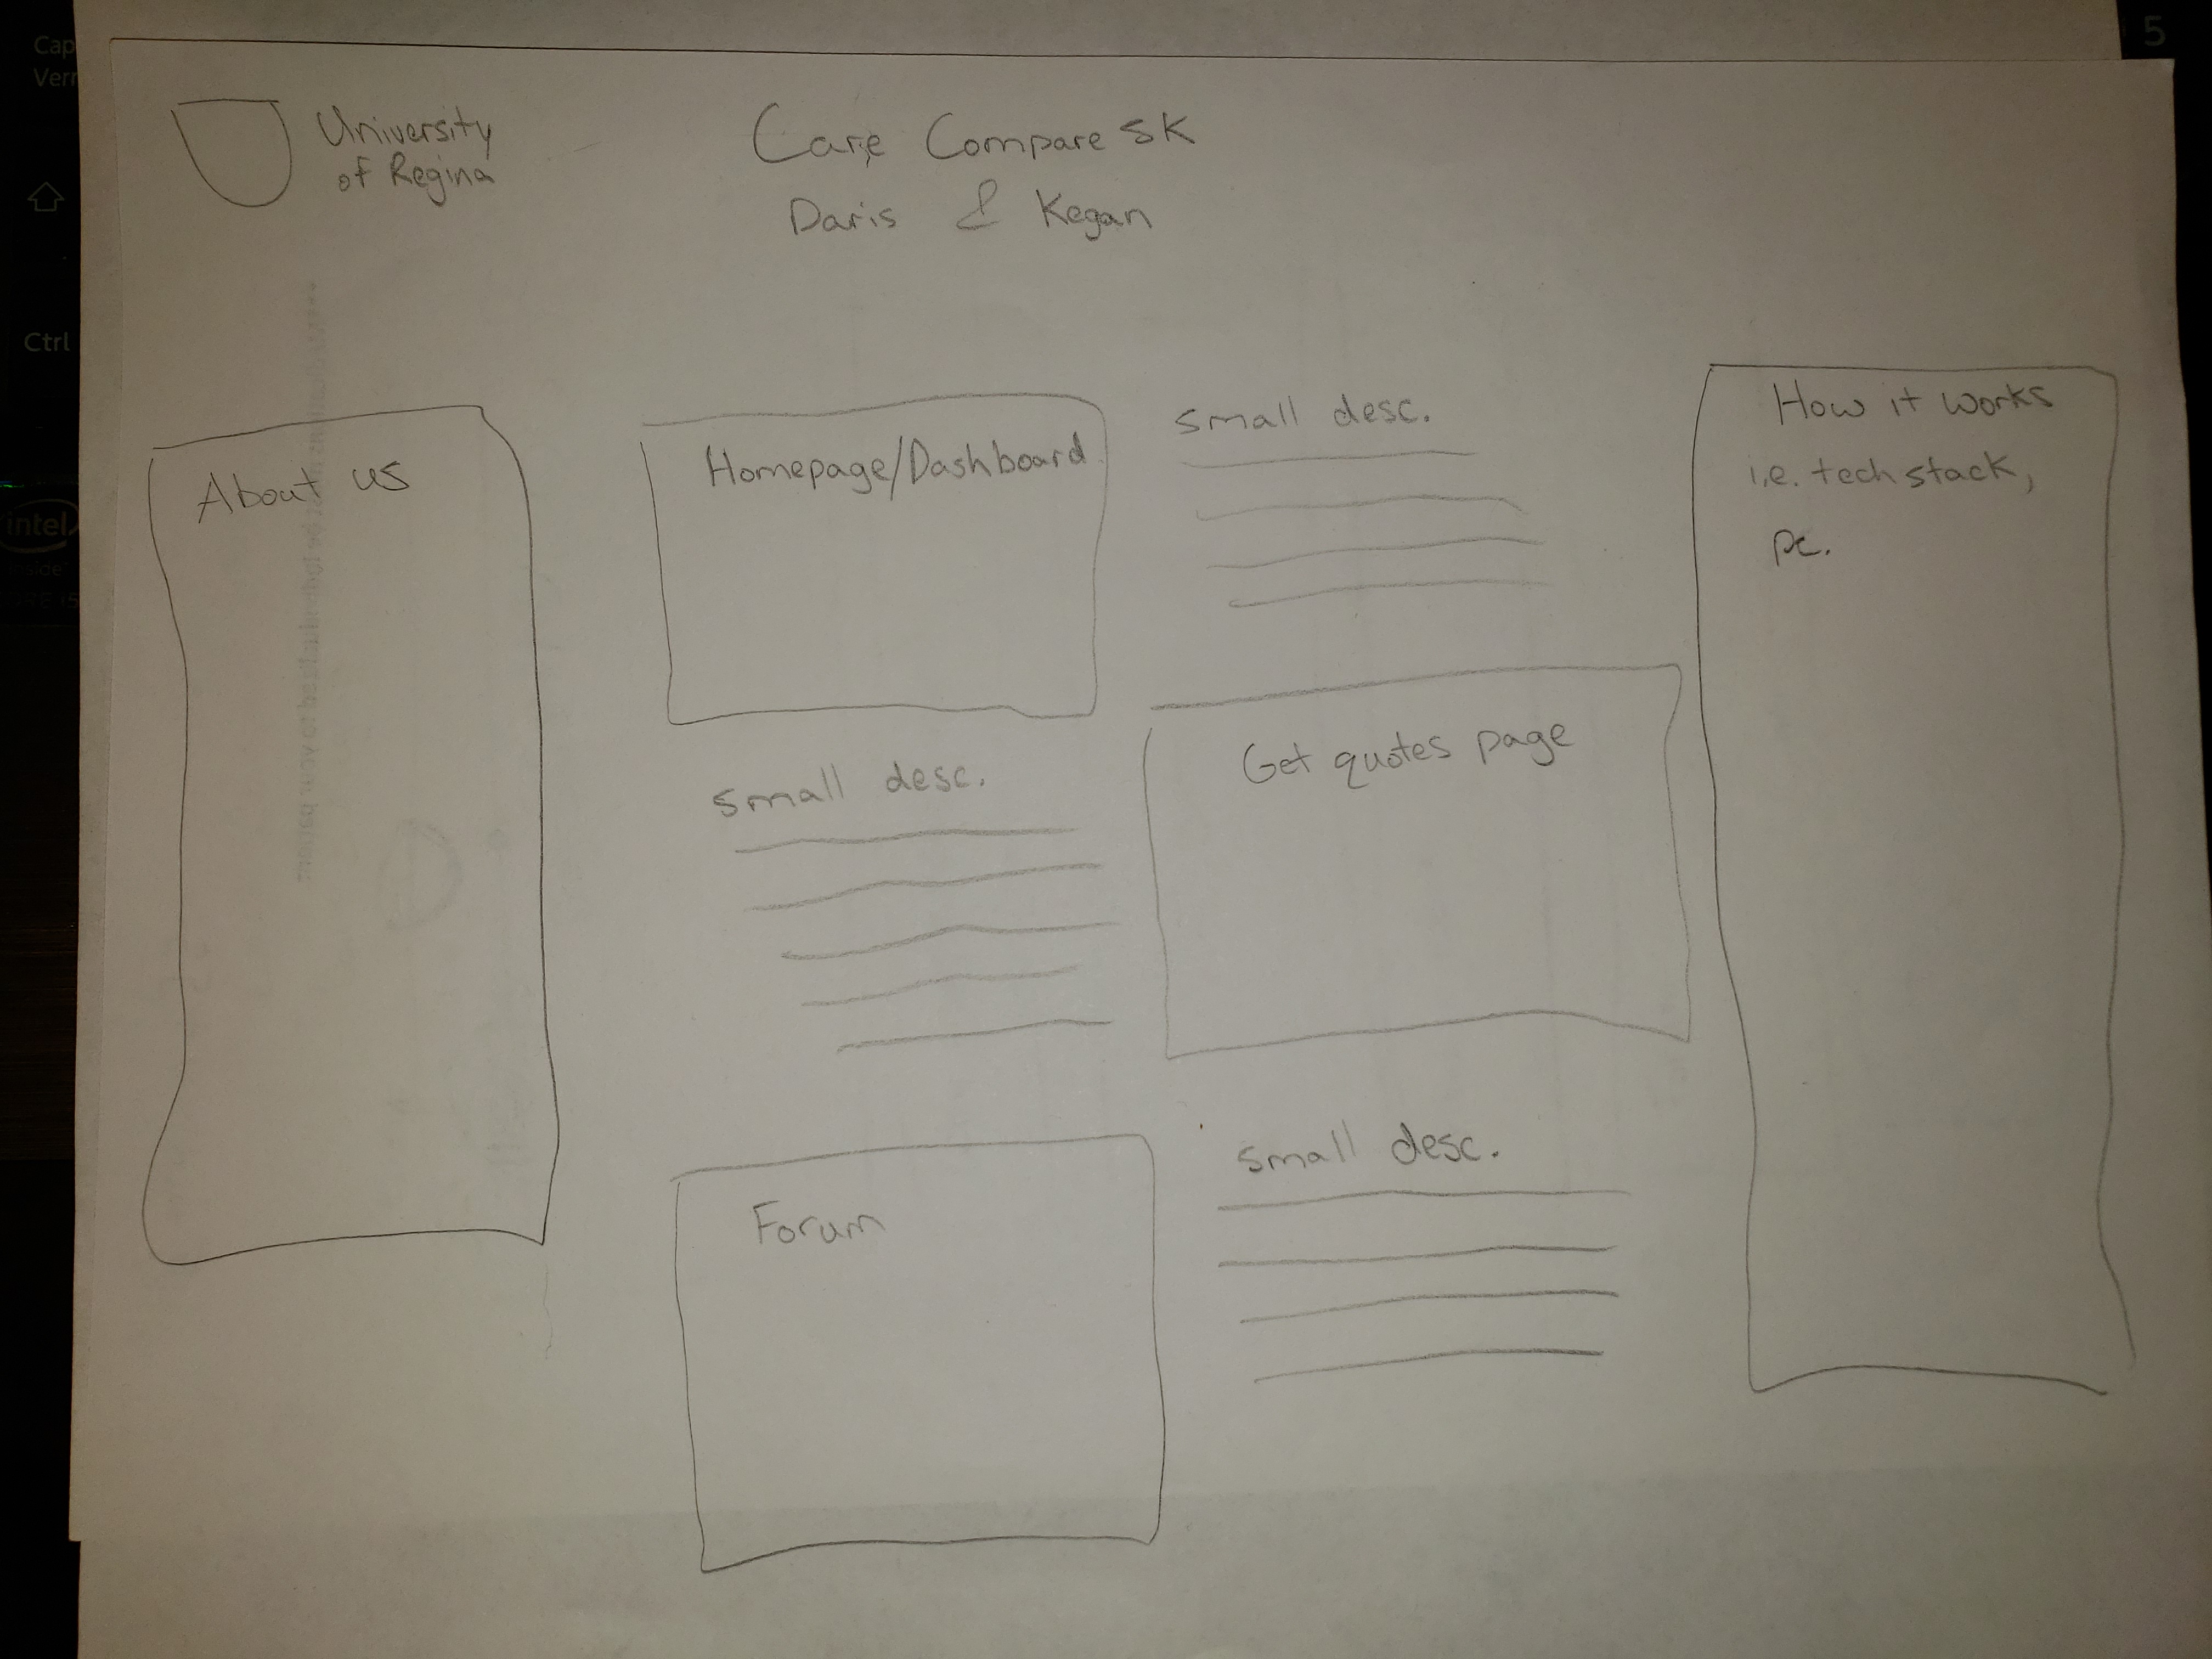 University
of Regina
Care Compare SK
Daris & Kegan
About us
Homepage/Dashboard
small desc.
How it works
i.e. tech stack,
pc.
small desc.
Get quotes page
Forum
small desc.
Cap
Verr
Ctrl
intel
inside
5